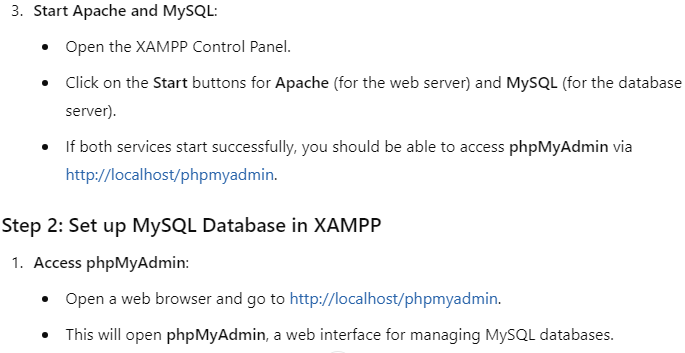 3. Start Apache and MySQL:
• Open the XAMPP Control Panel.
• Click on the Start buttons for Apache (for the web server) and MySQL (for the database
server).
• If both services start successfully, you should be able to access phpMyAdmin via
http://localhost/phpmyadmin.
Step 2: Set up MySQL Database in XAMPP
1. Access phpMyAdmin:
• Open a web browser and go to http://localhost/phpmyadmin.
• This will open phpMyAdmin, a web interface for managing MySQL databases.